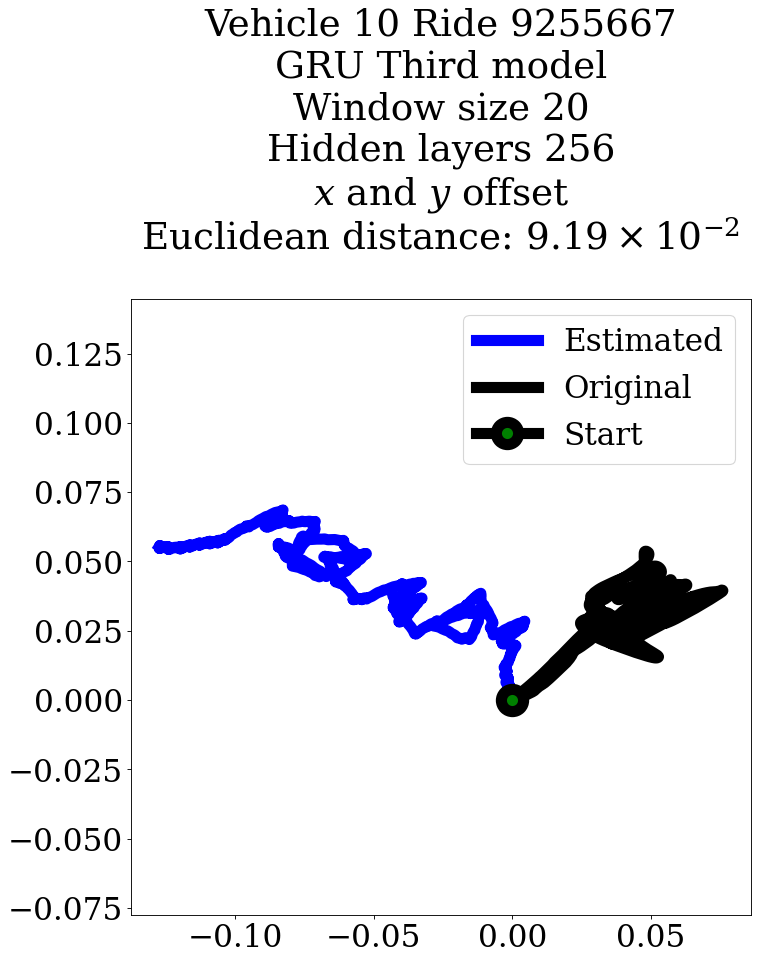 Vehicle 10 Ride 9255667
GRU Third model
Window size 20
Hidden layers 256
x and y offset
Euclidean distance: 9.19 × 10⁻²
Estimated
Original
Start
0.125
0.100
0.075
0.050
0.025
0.000
−0.025
−0.050
−0.075
−0.10
−0.05
0.00
0.05